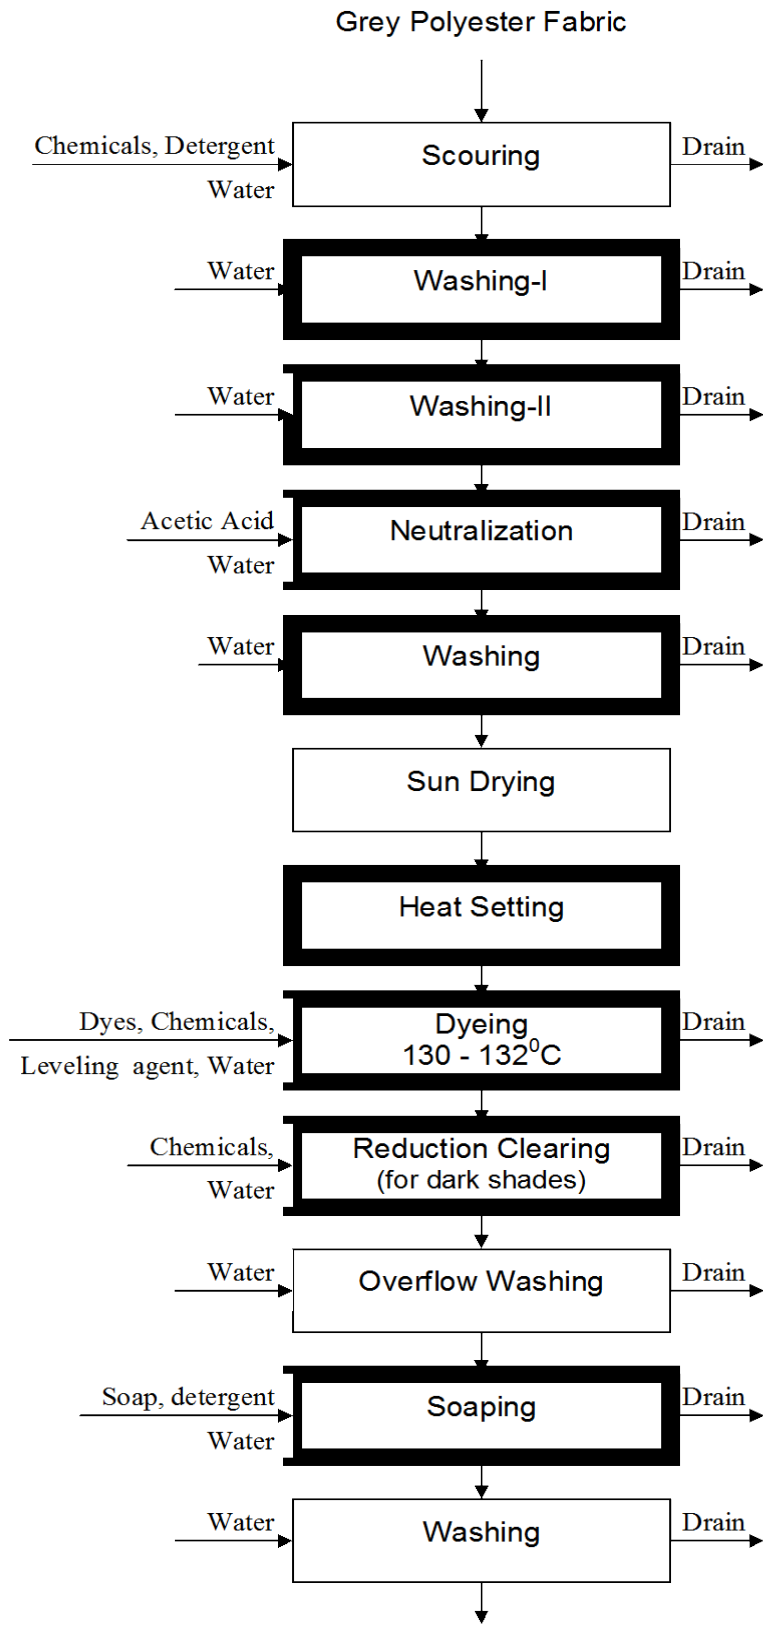 Grey Polyester Fabric
Chemicals, Detergent
Water
Scouring
Drain
Water
Washing-I
Drain
Water
Washing-II
Drain
Acetic Acid
Water
Neutralization
Drain
Water
Washing
Drain
Sun Drying
Heat Setting
Dyes, Chemicals,
Leveling agent, Water
Dyeing
130 - 132⁰C
Drain
Chemicals,
Water
Reduction Clearing
(for dark shades)
Drain
Water
Overflow Washing
Drain
Soap, detergent
Water
Soaping
Drain
Water
Washing
Drain